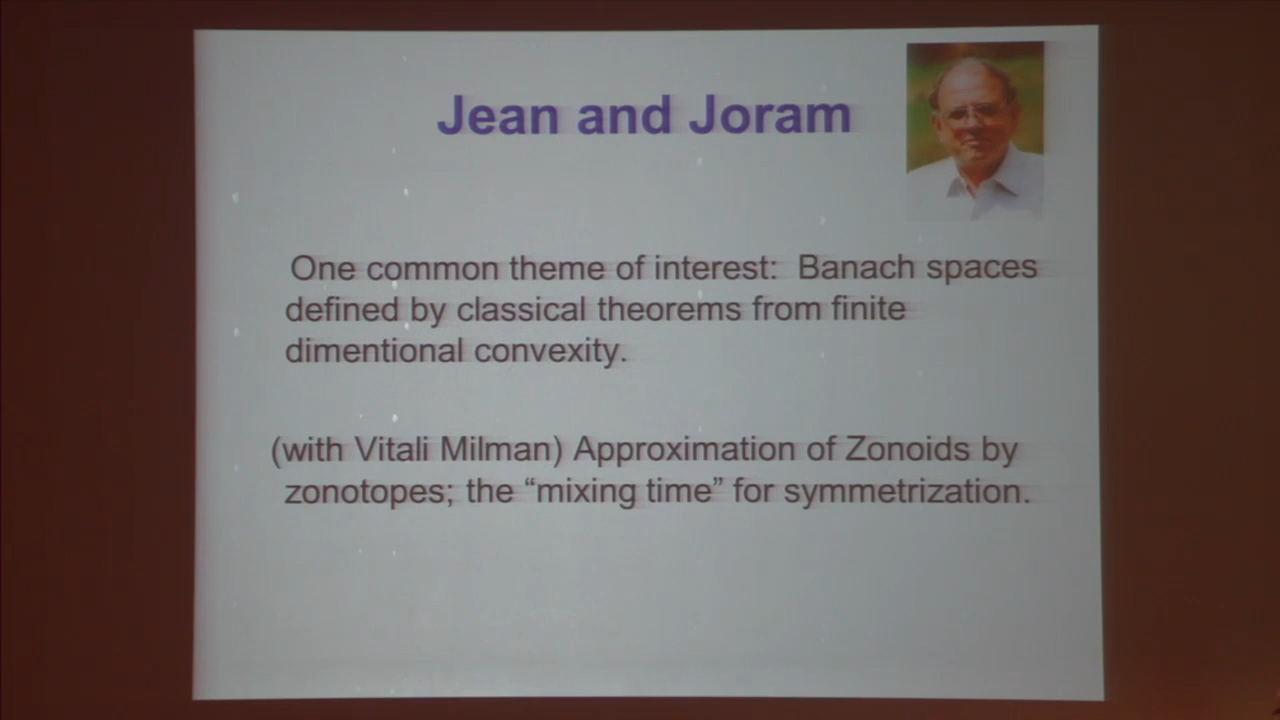 Jean and Joram
One common theme of interest: Banach spaces
defined by classical theorems from finite
dimentional convexity.
(with Vitali Milman) Approximation of Zonoids by
zonotopes; the “mixing time” for symmetrization.